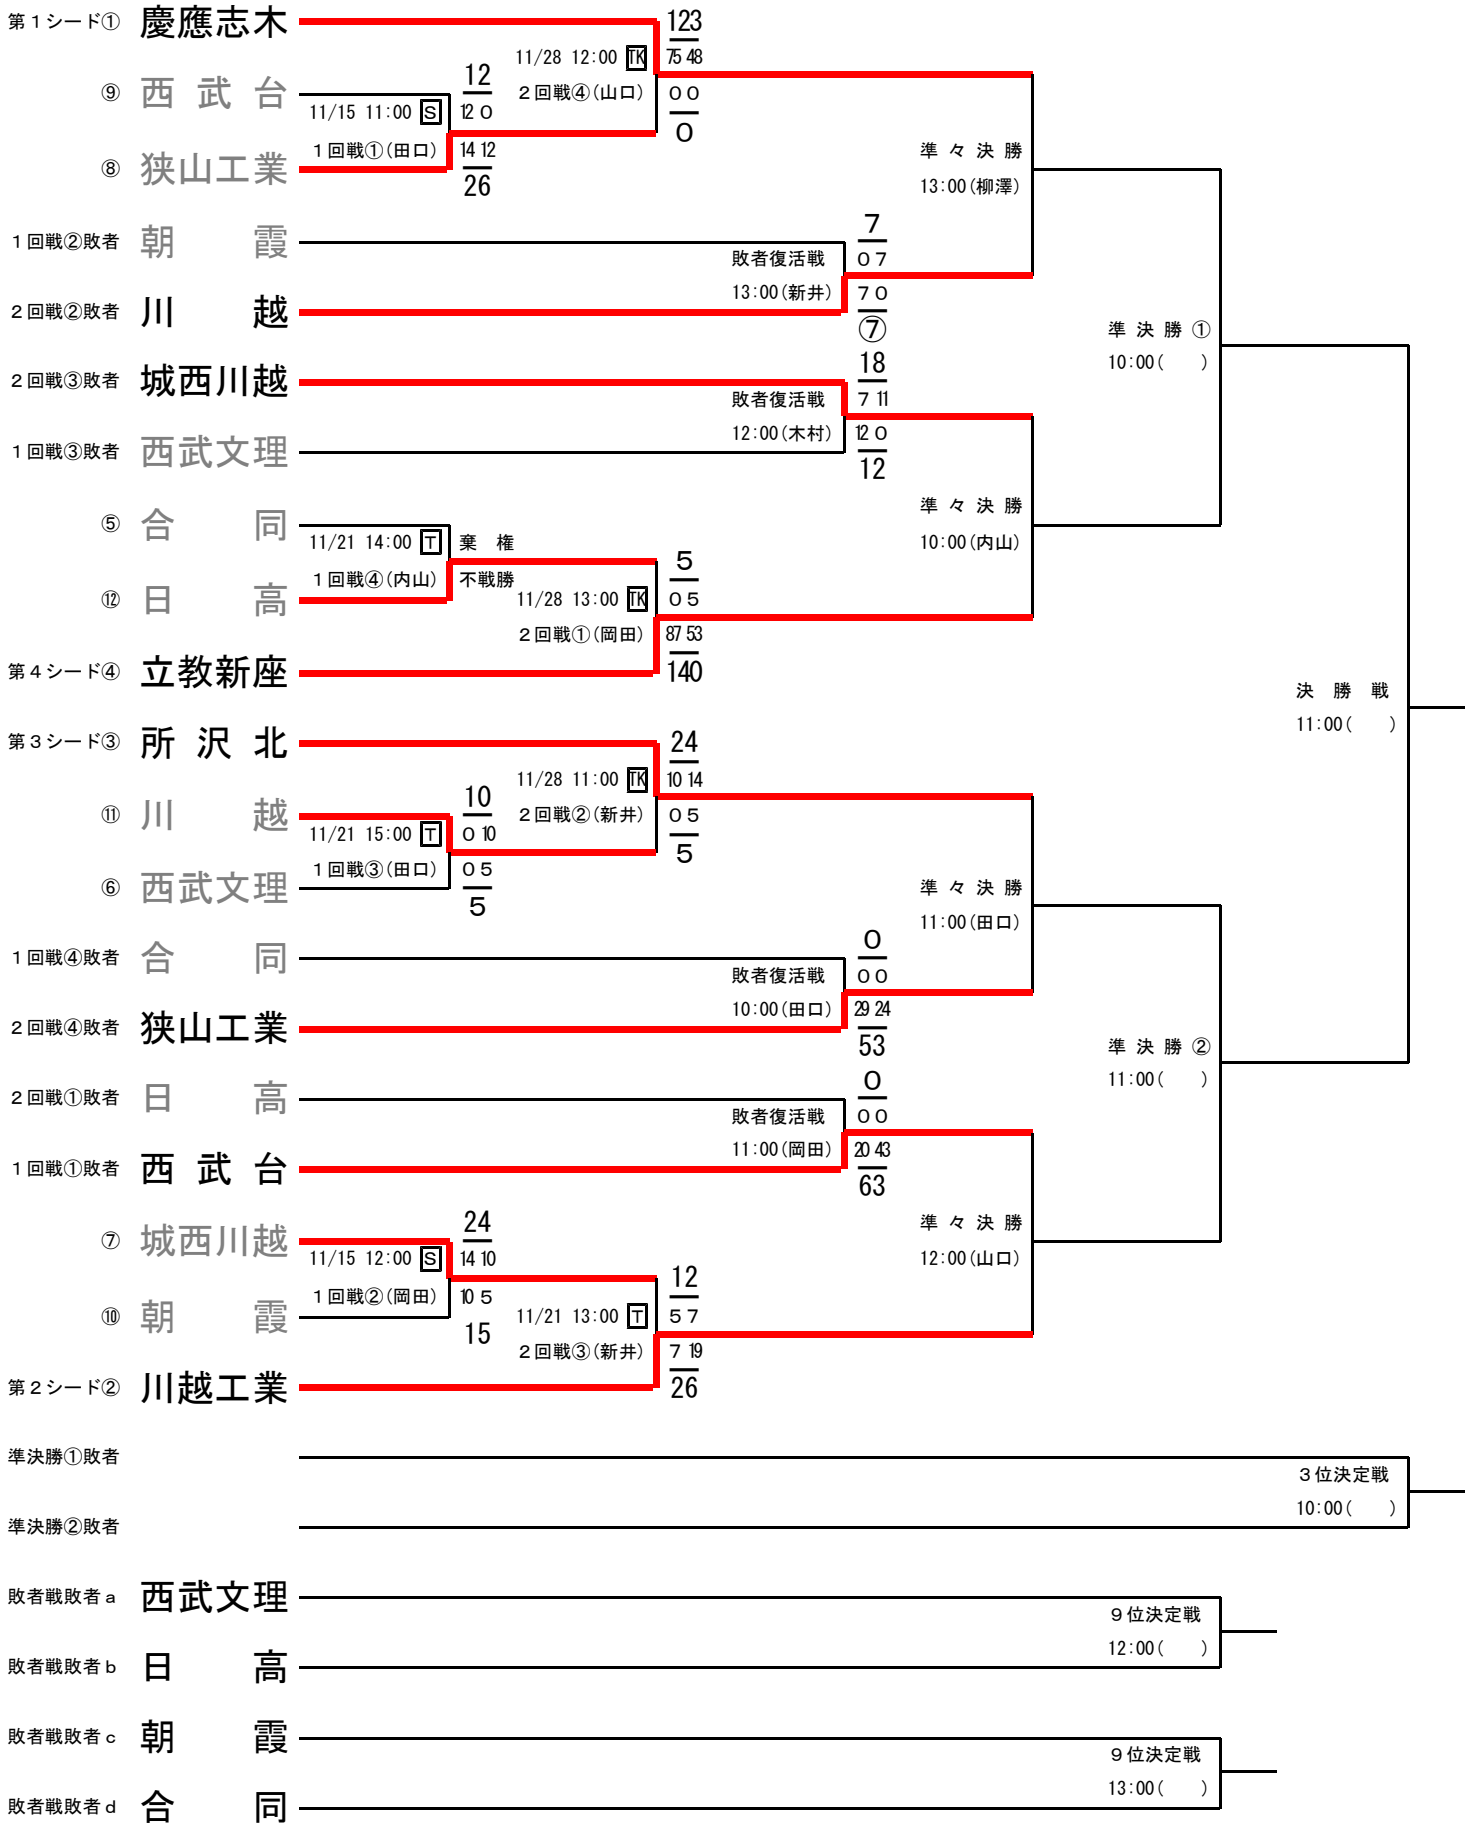 第１シード① 慶應志木
123
11/28 12:00 TK 75 48
⑨ 西武台
12
２回戦④(山口) 0 0
11/15 11:00 S 12 0
0
１回戦①(田口) 14 12
準々決勝
⑧ 狭山工業
26
13:00(柳澤)
１回戦②敗者 朝霞
7
敗者復活戦 0 7
13:00(新井) 7 0
２回戦②敗者 川越
⑦
準決勝①
10:00( )
18
２回戦③敗者 城西川越
敗者復活戦 7 11
12:00(木村) 12 0
１回戦③敗者 西武文理
12
準々決勝
⑤ 合同
11/21 14:00 T 棄権
10:00(内山)
１回戦④(内山) 不戦勝
5
⑫ 日高
11/28 13:00 TK 0 5
２回戦①(岡田) 87 53
第４シード④ 立教新座
140
決勝戦
11:00( )
第３シード③ 所沢北
24
11/28 11:00 TK 10 14
10
⑪ 川越
２回戦②(新井) 0 5
11/21 15:00 T 0 10
5
１回戦③(田口) 0 5
⑥ 西武文理
5
準々決勝
11:00(田口)
１回戦④敗者 合同
0
敗者復活戦 0 0
10:00(田口) 29 24
２回戦④敗者 狭山工業
53
準決勝②
11:00( )
0
２回戦①敗者 日高
敗者復活戦 0 0
11:00(岡田) 20 43
１回戦①敗者 西武台
63
24
準々決勝
⑦ 城西川越
11/15 12:00 S 14 10
12:00(山口)
12
１回戦②(岡田) 10 5
⑩ 朝霞
11/21 13:00 T 5 7
15
２回戦③(新井) 7 19
第２シード② 川越工業
26
準決勝①敗者
３位決定戦
10:00( )
準決勝②敗者
敗者戦敗者ａ 西武文理
９位決定戦
12:00( )
敗者戦敗者ｂ 日高
敗者戦敗者ｃ 朝霞
９位決定戦
13:00( )
敗者戦敗者ｄ 合同